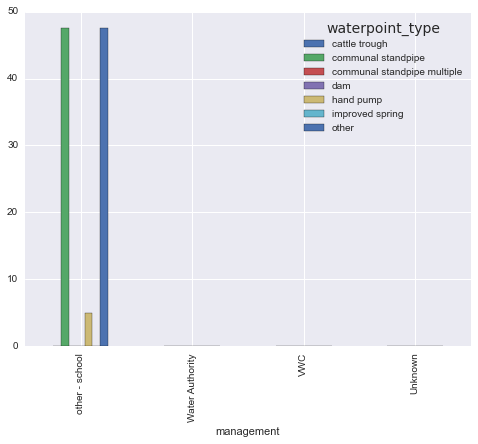 50
40
30
20
10
0
waterpoint_type
cattle trough
communal standpipe
communal standpipe multiple
dam
hand pump
improved spring
other
other - school
Water Authority
VWC
Unknown
management